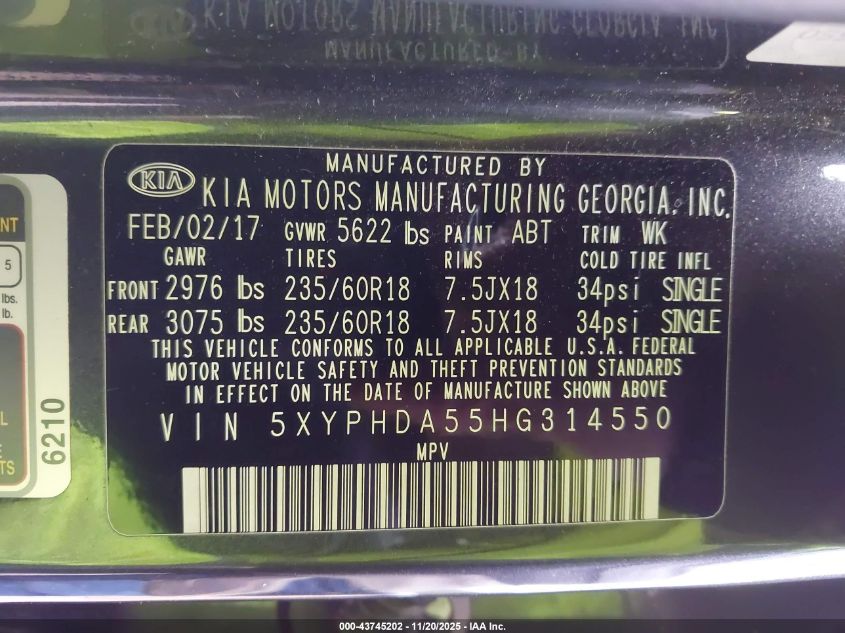 KIA MOTORS MANUFACTURING GEORGIA, INC.
MANUFACTURED BY
MANUFACTURED BY
KIA KIA MOTORS MANUFACTURING GEORGIA, INC.
FEB/02/17 GVWR 5622 lbs PAINT ABT TRIM WK
GAWR TIRES RIMS COLD TIRE INFL
FRONT 2976 lbs 235/60R18 7.5JX18 34psi SINGLE
REAR 3075 lbs 235/60R18 7.5JX18 34psi SINGLE
THIS VEHICLE CONFORMS TO ALL APPLICABLE U.S.A. FEDERAL
MOTOR VEHICLE SAFETY AND THEFT PREVENTION STANDARDS
IN EFFECT ON THE DATE OF MANUFACTURE SHOWN ABOVE
VIN 5XYPHDA55HG314550
MPV
5
lbs.
lb.
6210
000-43745202 - 11/20/2025 - IAA Inc.